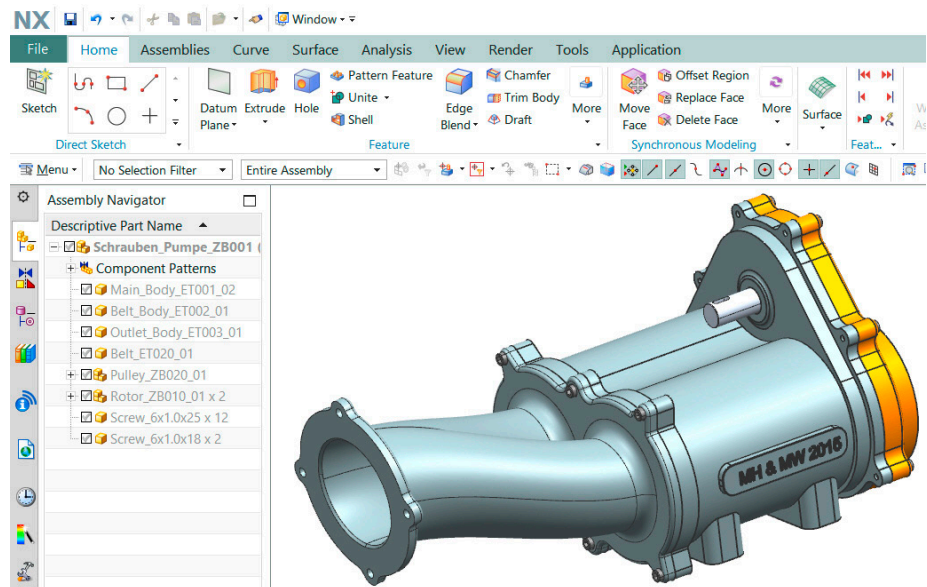 NX Window
File Home Assemblies Curve Surface Analysis View Render Tools Application
Sketch
Direct Sketch
Datum Plane
Extrude
Hole
Pattern Feature
Unite
Shell
Edge Blend
Chamfer
Trim Body
Draft
More
Feature
Move Face
Offset Region
Replace Face
Delete Face
More
Synchronous Modeling
Surface
Feat...
Menu No Selection Filter Entire Assembly
Assembly Navigator
Descriptive Part Name
Schrauben_Pumpe_ZB001 (
Component Patterns
Main_Body_ET001_02
Belt_Body_ET002_01
Outlet_Body_ET003_01
Belt_ET020_01
Pulley_ZB020_01
Rotor_ZB010_01 x 2
Screw_6x1.0x25 x 12
Screw_6x1.0x18 x 2
MH & MW 2015